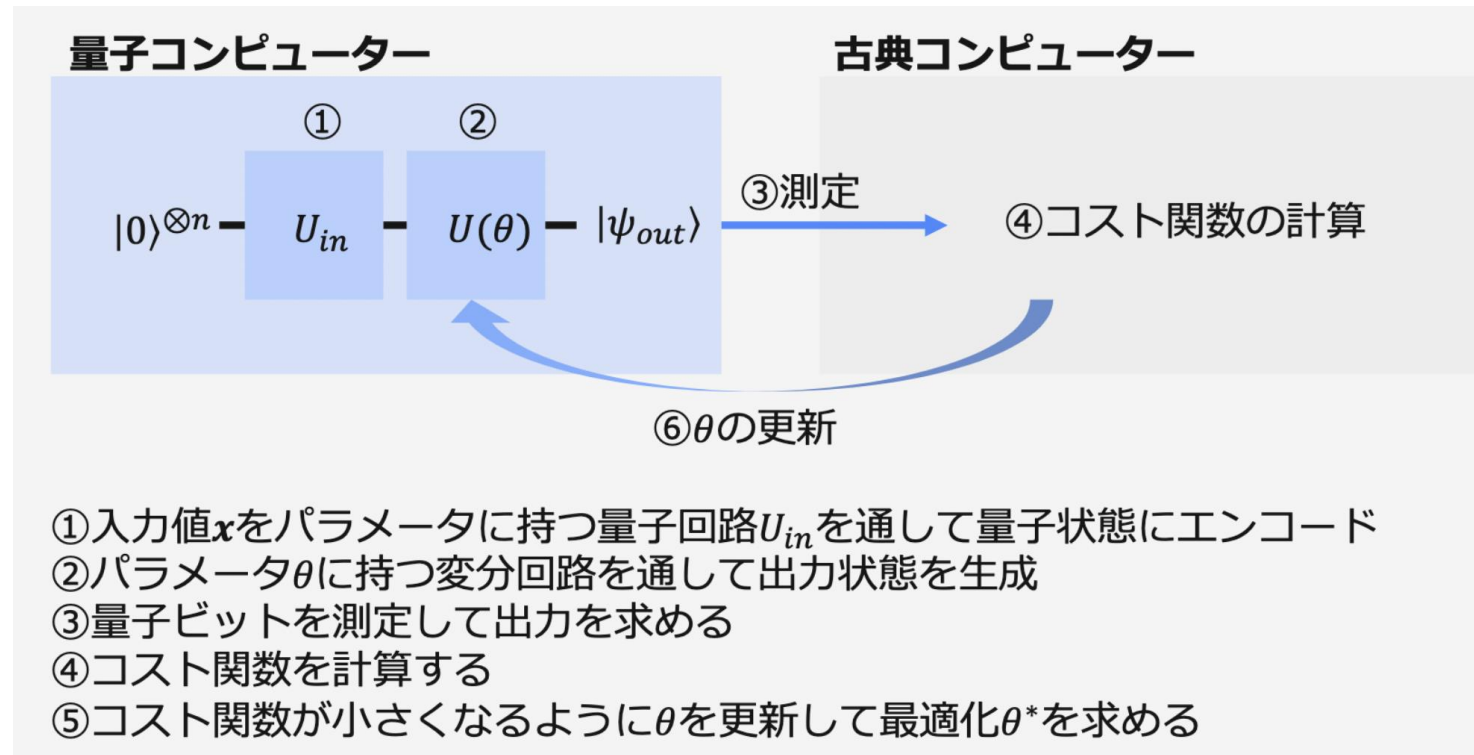 量子コンピューター
古典コンピューター
① ②
|0⟩⊗n U_in U(θ) |ψ_out⟩
③測定
④コスト関数の計算
⑥θの更新
①入力値xをパラメータに持つ量子回路U_inを通して量子状態にエンコード
②パラメータθに持つ変分回路を通して出力状態を生成
③量子ビットを測定して出力を求める
④コスト関数を計算する
⑤コスト関数が小さくなるようにθを更新して最適化θ*を求める